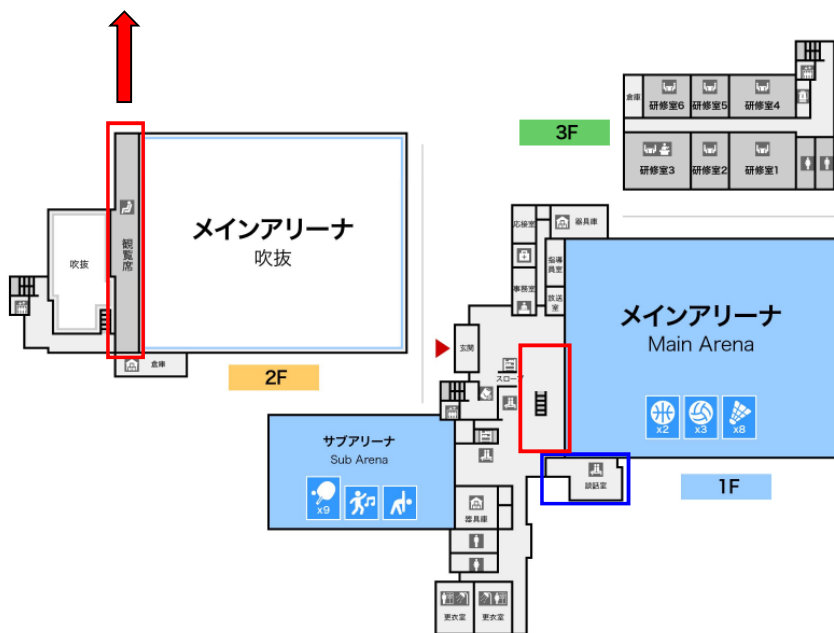 倉庫
研修室6
研修室5
研修室4
3F
研修室3
研修室2
研修室1
メインアリーナ
吹抜
観覧席
吹抜
倉庫
2F
応接室
器具庫
指導
員室
事務室
放送
室
メインアリーナ
Main Arena
玄関
スロープ
x2
x3
x8
サブアリーナ
Sub Arena
x9
談話室
1F
器具庫
更衣室
更衣室